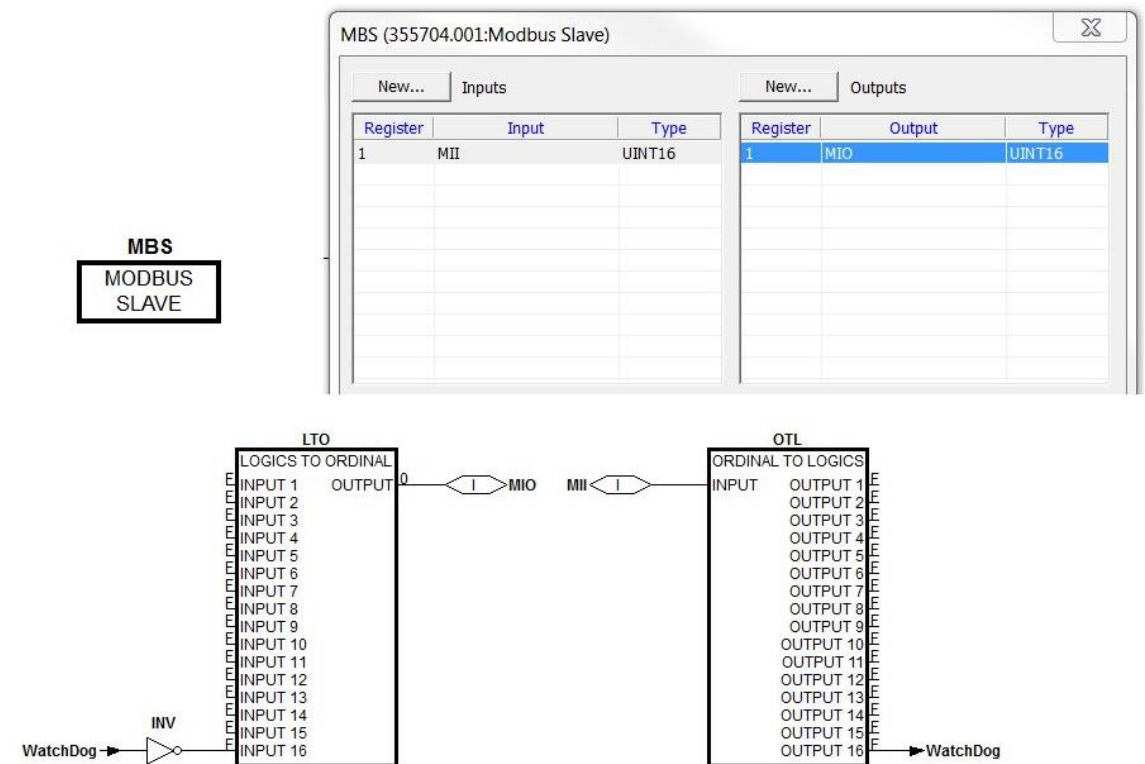 MBS (355704.001:Modbus Slave)
New... Inputs New... Outputs
Register Input Type Register Output Type
1 MII UINT16 1 MIO UINT16
MBS
MODBUS
SLAVE
LTO OTL
LOGICS TO ORDINAL ORDINAL TO LOGICS
F INPUT 1 OUTPUT 0 I MIO MII I INPUT OUTPUT 1 F
F INPUT 2 OUTPUT 2 F
F INPUT 3 OUTPUT 3 F
F INPUT 4 OUTPUT 4 F
F INPUT 5 OUTPUT 5 F
F INPUT 6 OUTPUT 6 F
F INPUT 7 OUTPUT 7 F
F INPUT 8 OUTPUT 8 F
F INPUT 9 OUTPUT 9 F
F INPUT 10 OUTPUT 10 F
F INPUT 11 OUTPUT 11 F
F INPUT 12 OUTPUT 12 F
F INPUT 13 OUTPUT 13 F
F INPUT 14 OUTPUT 14 F
INV
F INPUT 15 OUTPUT 15 F
WatchDog F INPUT 16 OUTPUT 16 F WatchDog